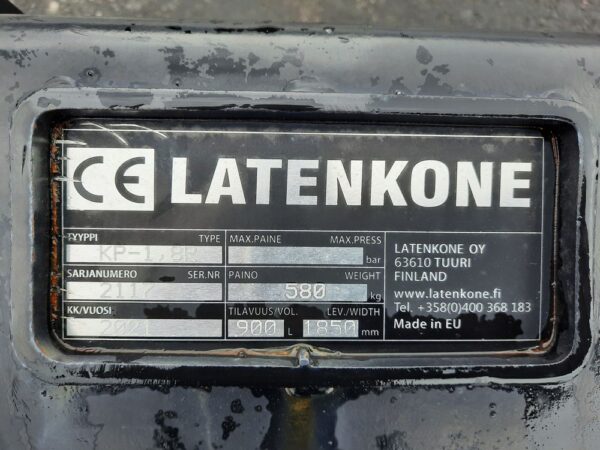 CE LATENKONE
TYYPPI TYPE
KP-1,8
SARJANUMERO SER.NR
KK/VUOSI
2021
MAX.PAINE MAX.PRESS
bar
PAINO WEIGHT
580 kg
TILAVUUS/VOL. LEV./WIDTH
900 L 1850 mm
LATENKONE OY
63610 TUURI
FINLAND
www.latenkone.fi
Tel. +358(0)400 368 183
Made in EU